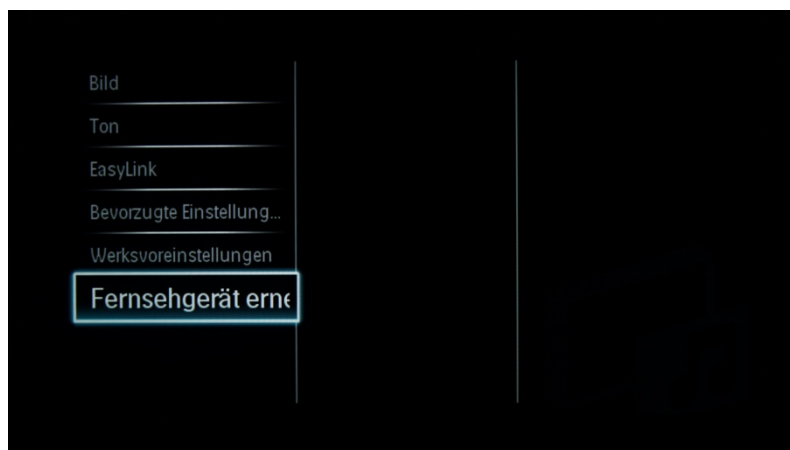 Bild
Ton
EasyLink
Bevorzugte Einstellung...
Werksvoreinstellungen
Fernsehgerät erne